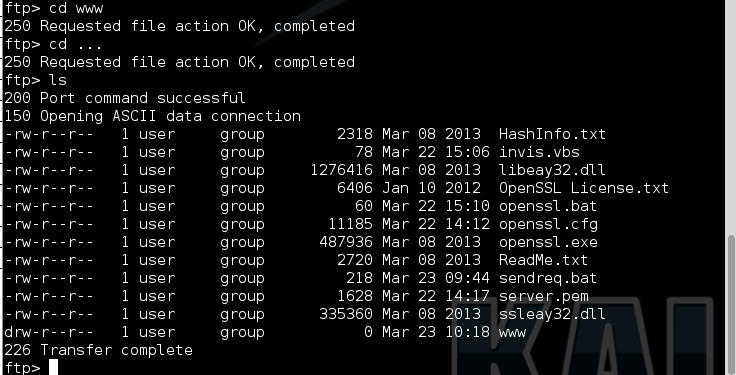 ftp> cd www
250 Requested file action OK, completed
ftp> cd ...
250 Requested file action OK, completed
ftp> ls
200 Port command successful
150 Opening ASCII data connection
-rw-r--r--   1 user     group        2318 Mar 08 2013  HashInfo.txt
-rw-r--r--   1 user     group          78 Mar 22 15:06 invis.vbs
-rw-r--r--   1 user     group     1276416 Mar 08 2013  libeay32.dll
-rw-r--r--   1 user     group        6406 Jan 10 2012  OpenSSL License.txt
-rw-r--r--   1 user     group          60 Mar 22 15:10 openssl.bat
-rw-r--r--   1 user     group       11185 Mar 22 14:12 openssl.cfg
-rw-r--r--   1 user     group      487936 Mar 08 2013  openssl.exe
-rw-r--r--   1 user     group        2720 Mar 08 2013  ReadMe.txt
-rw-r--r--   1 user     group         218 Mar 23 09:44 sendreq.bat
-rw-r--r--   1 user     group        1628 Mar 22 14:17 server.pem
-rw-r--r--   1 user     group      335360 Mar 08 2013  ssleay32.dll
drw-r--r--   1 user     group           0 Mar 23 10:18 www
226 Transfer complete
ftp>
KAL